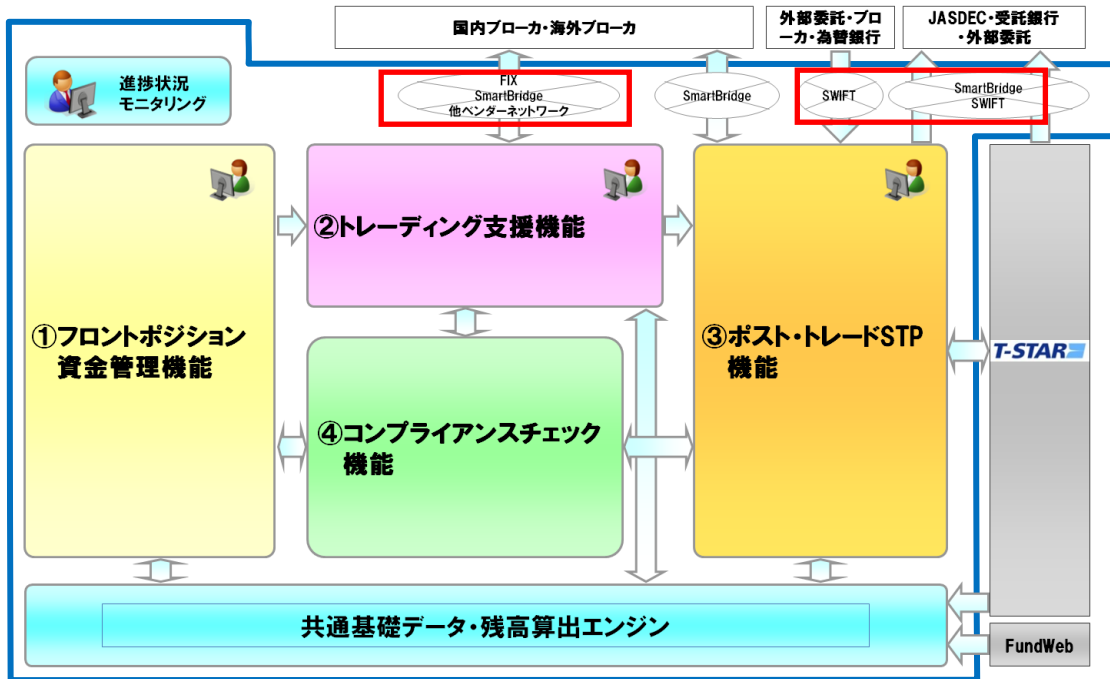 国内ブローカ・海外ブローカ
外部委託・ブロ
ーカ・為替銀行
JASDEC・受託銀行
・外部委託
進捗状況
モニタリング
FIX
SmartBridge
他ベンダーネットワーク
SmartBridge
SWIFT
SmartBridge
SWIFT
①フロントポジション
資金管理機能
②トレーディング支援機能
③ポスト・トレードSTP
機能
④コンプライアンスチェック
機能
T-STAR
共通基礎データ・残高算出エンジン
FundWeb